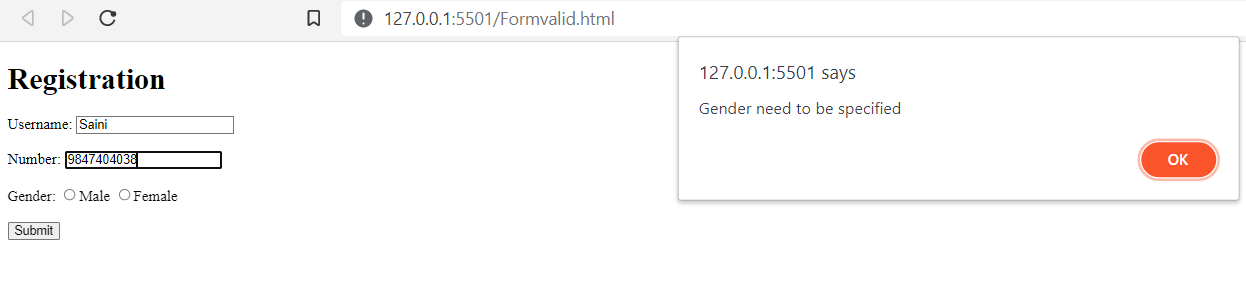 127.0.0.1:5501/Formvalid.html
127.0.0.1:5501 says
Gender need to be specified
OK
Registration
Username: Saini
Number: 9847404038
Gender: Male Female
Submit